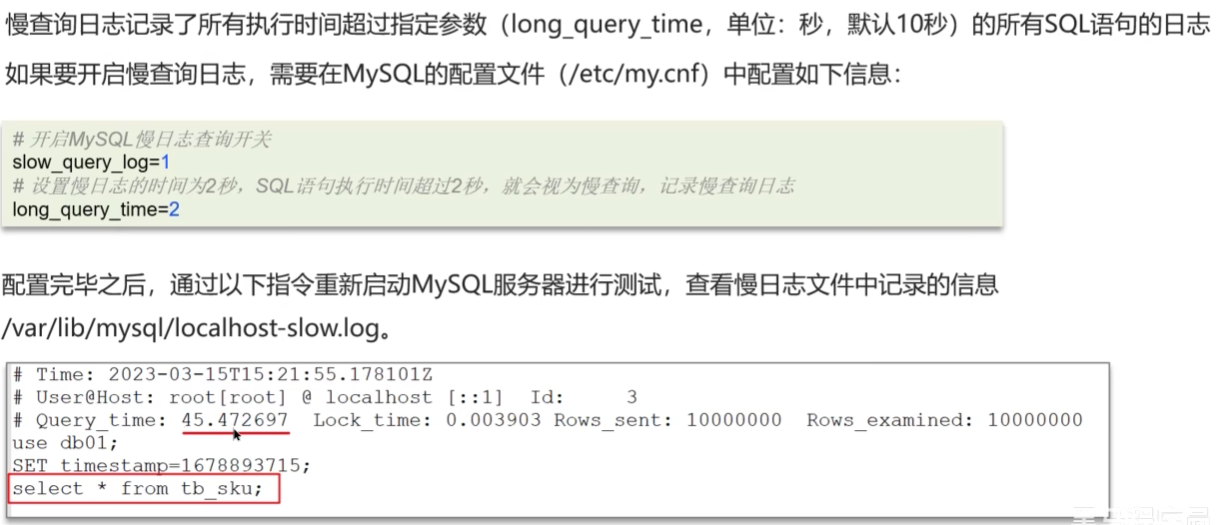 慢查询日志记录了所有执行时间超过指定参数（long_query_time，单位：秒，默认10秒）的所有SQL语句的日志
如果要开启慢查询日志，需要在MySQL的配置文件（/etc/my.cnf）中配置如下信息：
# 开启MySQL慢日志查询开关
slow_query_log=1
# 设置慢日志的时间为2秒，SQL语句执行时间超过2秒，就会视为慢查询，记录慢查询日志
long_query_time=2
配置完毕之后，通过以下指令重新启动MySQL服务器进行测试，查看慢日志文件中记录的信息
/var/lib/mysql/localhost-slow.log。
# Time: 2023-03-15T15:21:55.178101Z
# User@Host: root[root] @ localhost [::1]  Id:     3
# Query_time: 45.472697  Lock_time: 0.003903 Rows_sent: 10000000  Rows_examined: 10000000
use db01;
SET timestamp=1678893715;
select * from tb_sku;